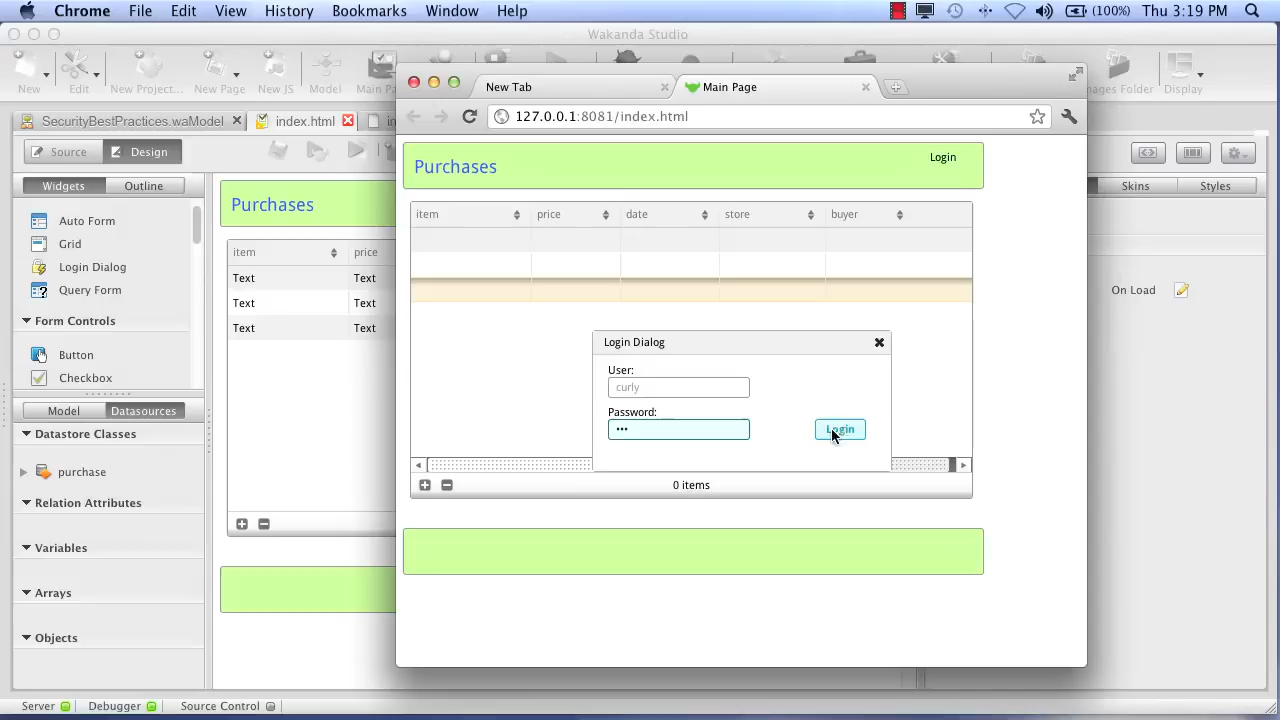 Chrome File Edit View History Bookmarks Window Help (100%) Thu 3:19 PM
Wakanda Studio
New Edit New Project... New Page New JS Model Main Pa Images Folder Display
New Tab Main Page
SecurityBestPractices.waModel index.html in
127.0.0.1:8081/index.html
Source Design
Purchases Login
Widgets Outline Skins Styles
Purchases
item price date store buyer
Auto Form
Grid
item price
Login Dialog
Text Text
Query Form
On Load
Text Text
Form Controls
Text Text
Login Dialog
Button
User:
Checkbox
curly
Model Datasources
Password:
•••
Login
Datastore Classes
purchase
0 items
Relation Attributes
Variables
Arrays
Objects
Server Debugger Source Control